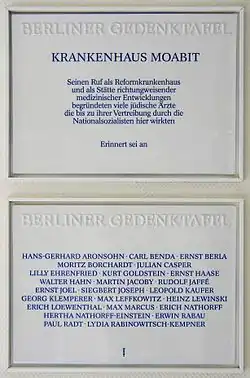 BERLINER GEDENKTAFEL
KRANKENHAUS MOABIT
Seinen Ruf als Reformkrankenhaus
und als Stätte richtungweisender
medizinischer Entwicklungen
begründeten viele jüdische Ärzte
die bis zu ihrer Vertreibung durch die
Nationalsozialisten hier wirkten
Erinnert sei an
BERLINER GEDENKTAFEL
HANS-GERHARD ARONSOHN · CARL BENDA · ERNST BERLA
MORITZ BORCHARDT · JULIAN CASPER
LILLY EHRENFRIED · KURT GOLDSTEIN · ERNST HAASE
WALTER HAHN · MARTIN JACOBY · RUDOLF JAFFÉ
ERNST JOEL · SIEGBERT JOSEPH · LEOPOLD KAUFER
GEORG KLEMPERER · MAX LEFFKOWITZ · HEINZ LEWINSKI
ERICH LOEWENTHAL · MAX MARCUS · ERICH NATHORFF
HERTHA NATHORFF-EINSTEIN · ERWIN RABAU
PAUL RADT · LYDIA RABINOWITSCH-KEMPNER